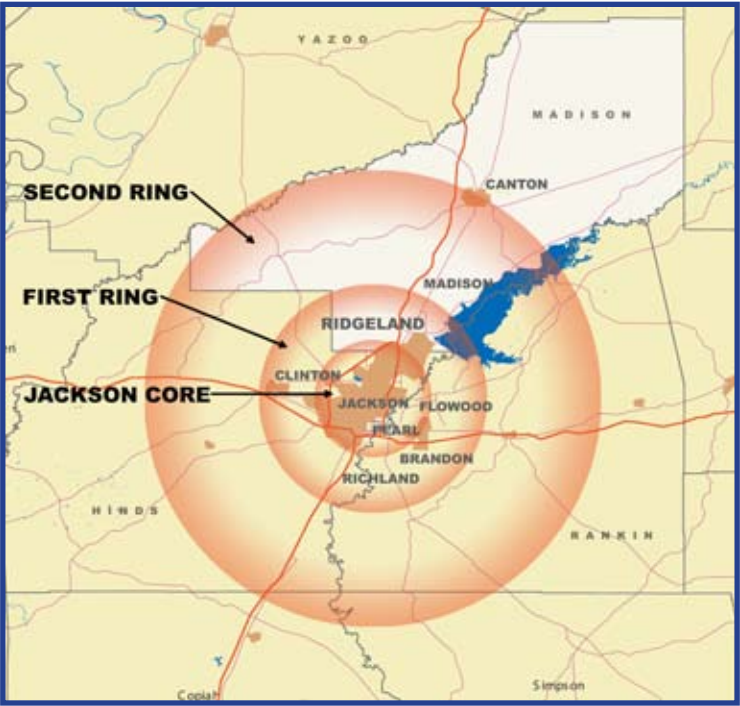 YAZOO
MADISON
SECOND RING
CANTON
FIRST RING
MADISON
RIDGELAND
CLINTON
JACKSON CORE
JACKSON
FLOWOOD
PEARL
BRANDON
RICHLAND
HINDS
RANKIN
Simpson
Copiah